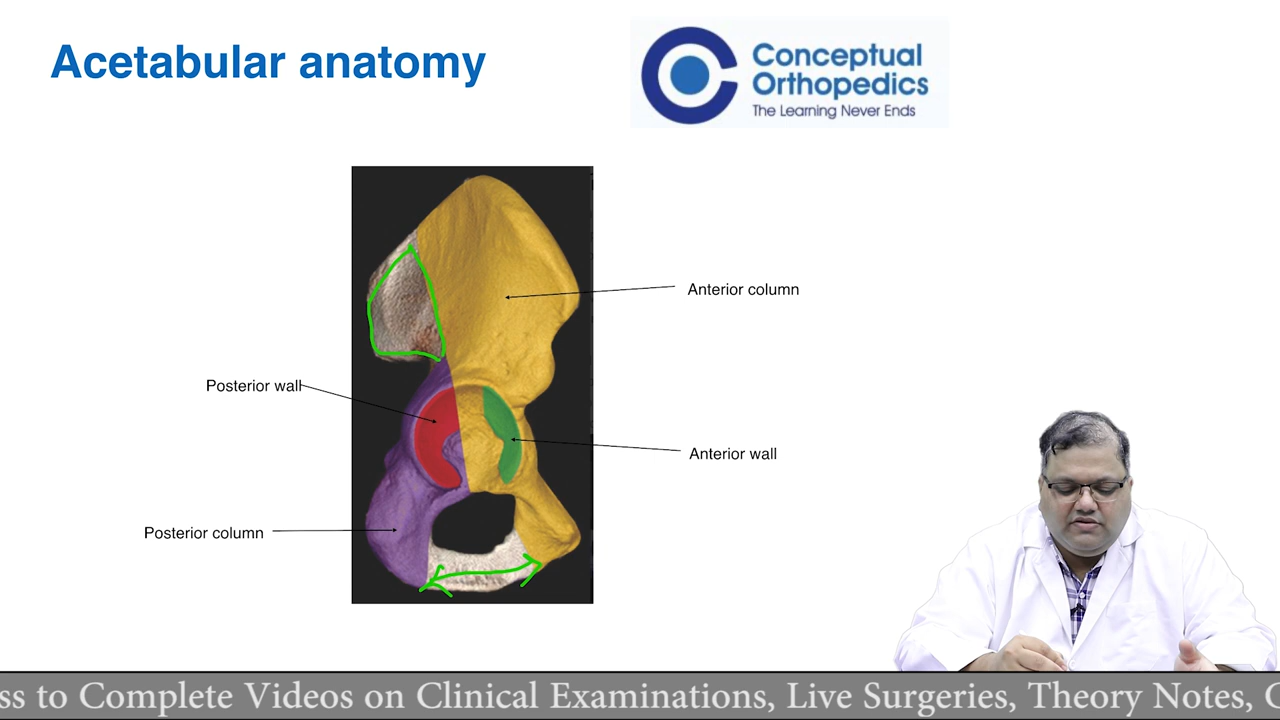 Acetabular anatomy
Conceptual
Orthopedics
The Learning Never Ends
Anterior column
Posterior wall
Anterior wall
Posterior column
ss to Complete Videos on Clinical Examinations, Live Surgeries, Theory Notes, C